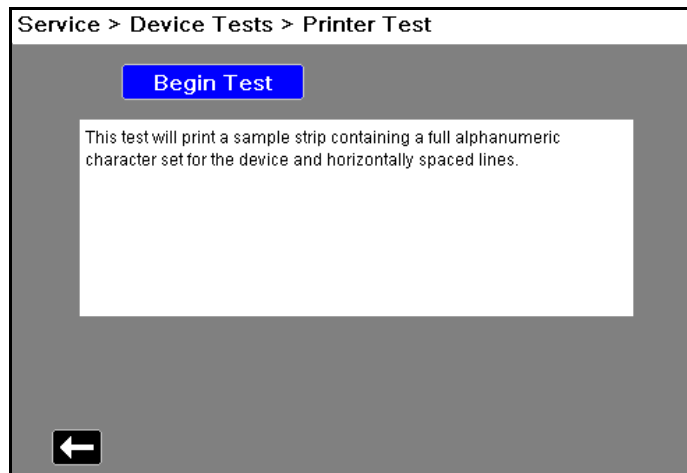 Service > Device Tests > Printer Test
Begin Test
This test will print a sample strip containing a full alphanumeric
character set for the device and horizontally spaced lines.